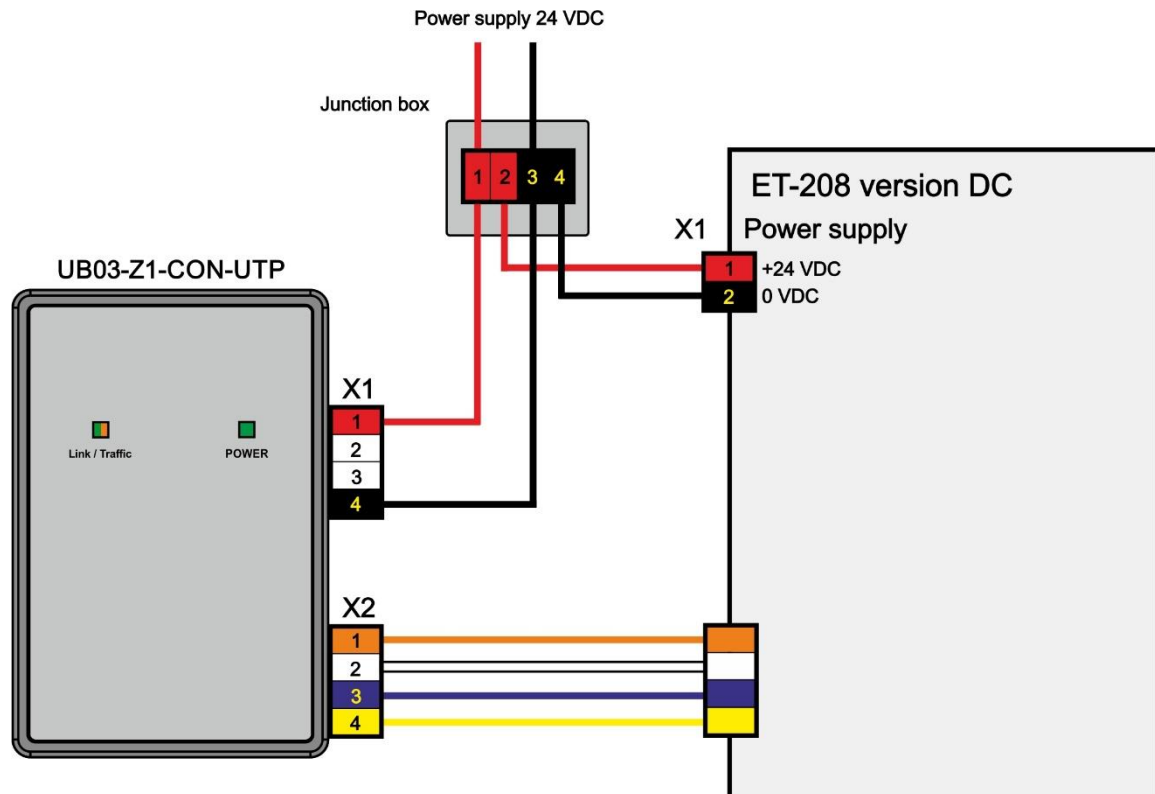 Power supply 24 VDC
Junction box
1 2 3 4
ET-208 version DC
X1 Power supply
1 +24 VDC
2 0 VDC
UB03-Z1-CON-UTP
X1
1
2
3
4
Link / Traffic
POWER
X2
1
2
3
4